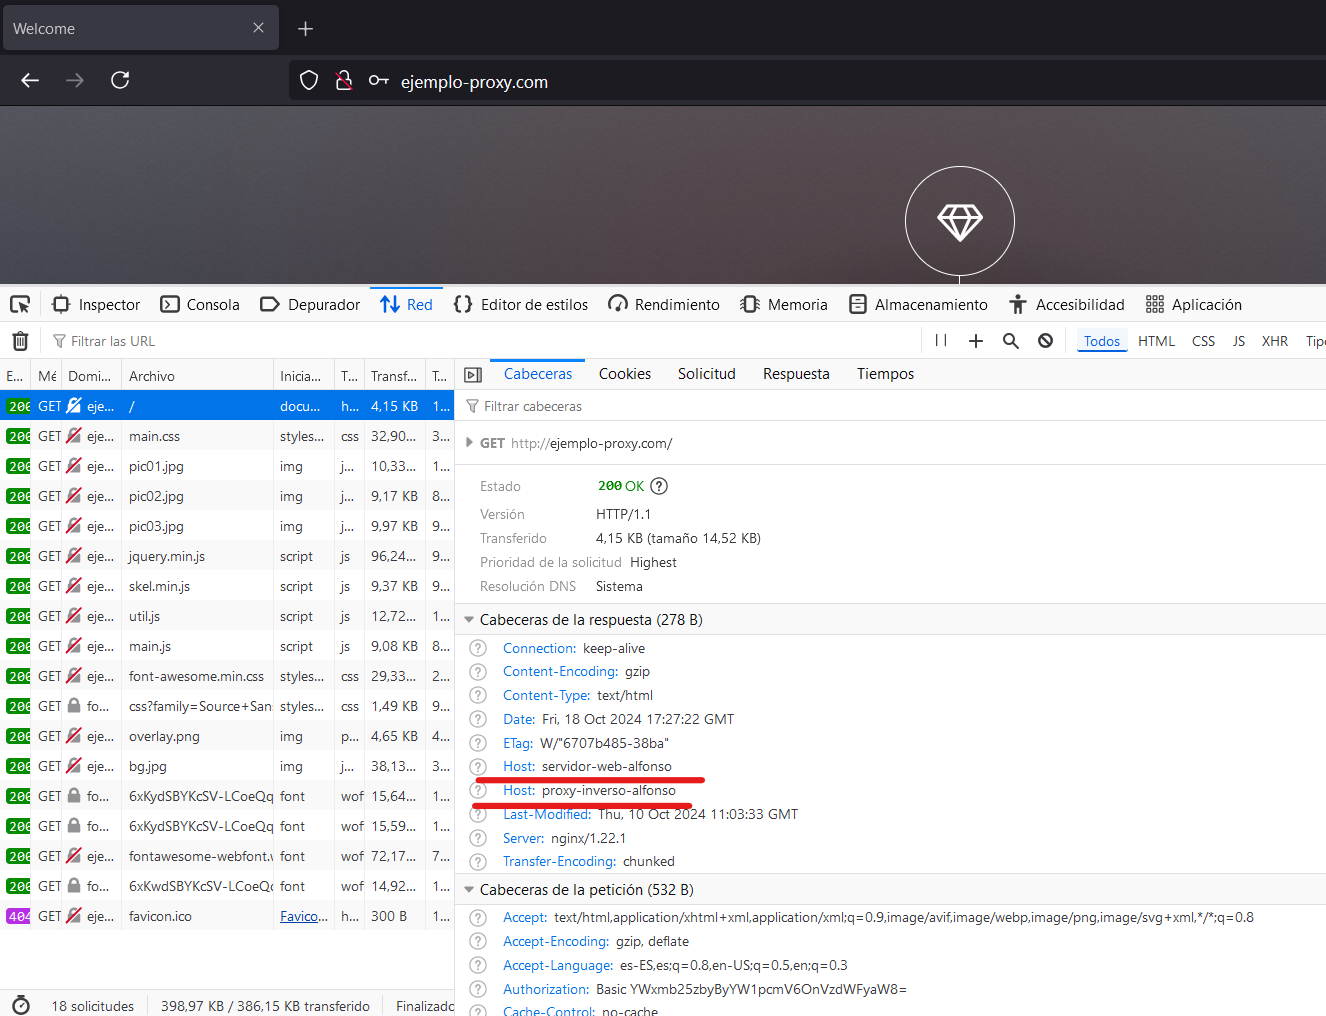 Welcome
ejemplo-proxy.com
Inspector Consola Depurador Red Editor de estilos Rendimiento Memoria Almacenamiento Accesibilidad Aplicación
Filtrar las URL Todos HTML CSS JS XHR Tipo
E... Mé Domi... Archivo Inicia... T... Transf... T... Cabeceras Cookies Solicitud Respuesta Tiempos
200 GET eje... / docu... h... 4,15 KB 1...
200 GET eje... main.css styles... css 32,90... 3...
200 GET eje... pic01.jpg img j... 10,33... 1...
200 GET eje... pic02.jpg img j... 9,17 KB 8...
200 GET eje... pic03.jpg img j... 9,97 KB 9...
200 GET eje... jquery.min.js script js 96,24... 9...
200 GET eje... skel.min.js script js 9,37 KB 9...
200 GET eje... util.js script js 12,72... 1...
200 GET eje... main.js script js 9,08 KB 8...
200 GET eje... font-awesome.min.css styles... css 29,33... 2...
200 GET fo... css?family=Source+San styles... css 1,49 KB 9...
200 GET eje... overlay.png img p... 4,65 KB 4...
200 GET eje... bg.jpg img j... 38,13... 3...
200 GET fo... 6xKydSBYKcSV-LCoeQq font wof 15,64... 1...
200 GET fo... 6xKydSBYKcSV-LCoeQq font wof 15,59... 1...
200 GET eje... fontawesome-webfont.w font wof 72,17... 7...
200 GET fo... 6xKwdSBYKcSV-LCoeQq font wof 14,92... 1...
404 GET eje... favicon.ico Favico... h... 300 B 1...
18 solicitudes 398,97 KB / 386,15 KB transferido Finalizado
Filtrar cabeceras
GET http://ejemplo-proxy.com/
Estado 200 OK
Versión HTTP/1.1
Transferido 4,15 KB (tamaño 14,52 KB)
Prioridad de la solicitud Highest
Resolución DNS Sistema
Cabeceras de la respuesta (278 B)
Connection: keep-alive
Content-Encoding: gzip
Content-Type: text/html
Date: Fri, 18 Oct 2024 17:27:22 GMT
ETag: W/"6707b485-38ba"
Host: servidor-web-alfonso
Host: proxy-inverso-alfonso
Last-Modified: Thu, 10 Oct 2024 11:03:33 GMT
Server: nginx/1.22.1
Transfer-Encoding: chunked
Cabeceras de la petición (532 B)
Accept: text/html,application/xhtml+xml,application/xml;q=0.9,image/avif,image/webp,image/png,image/svg+xml,*/*;q=0.8
Accept-Encoding: gzip, deflate
Accept-Language: es-ES,es;q=0.8,en-US;q=0.5,en;q=0.3
Authorization: Basic YWxmb25zbyByYW1pcmV6OnVzdWFyaW8=
Cache-Control: no-cache